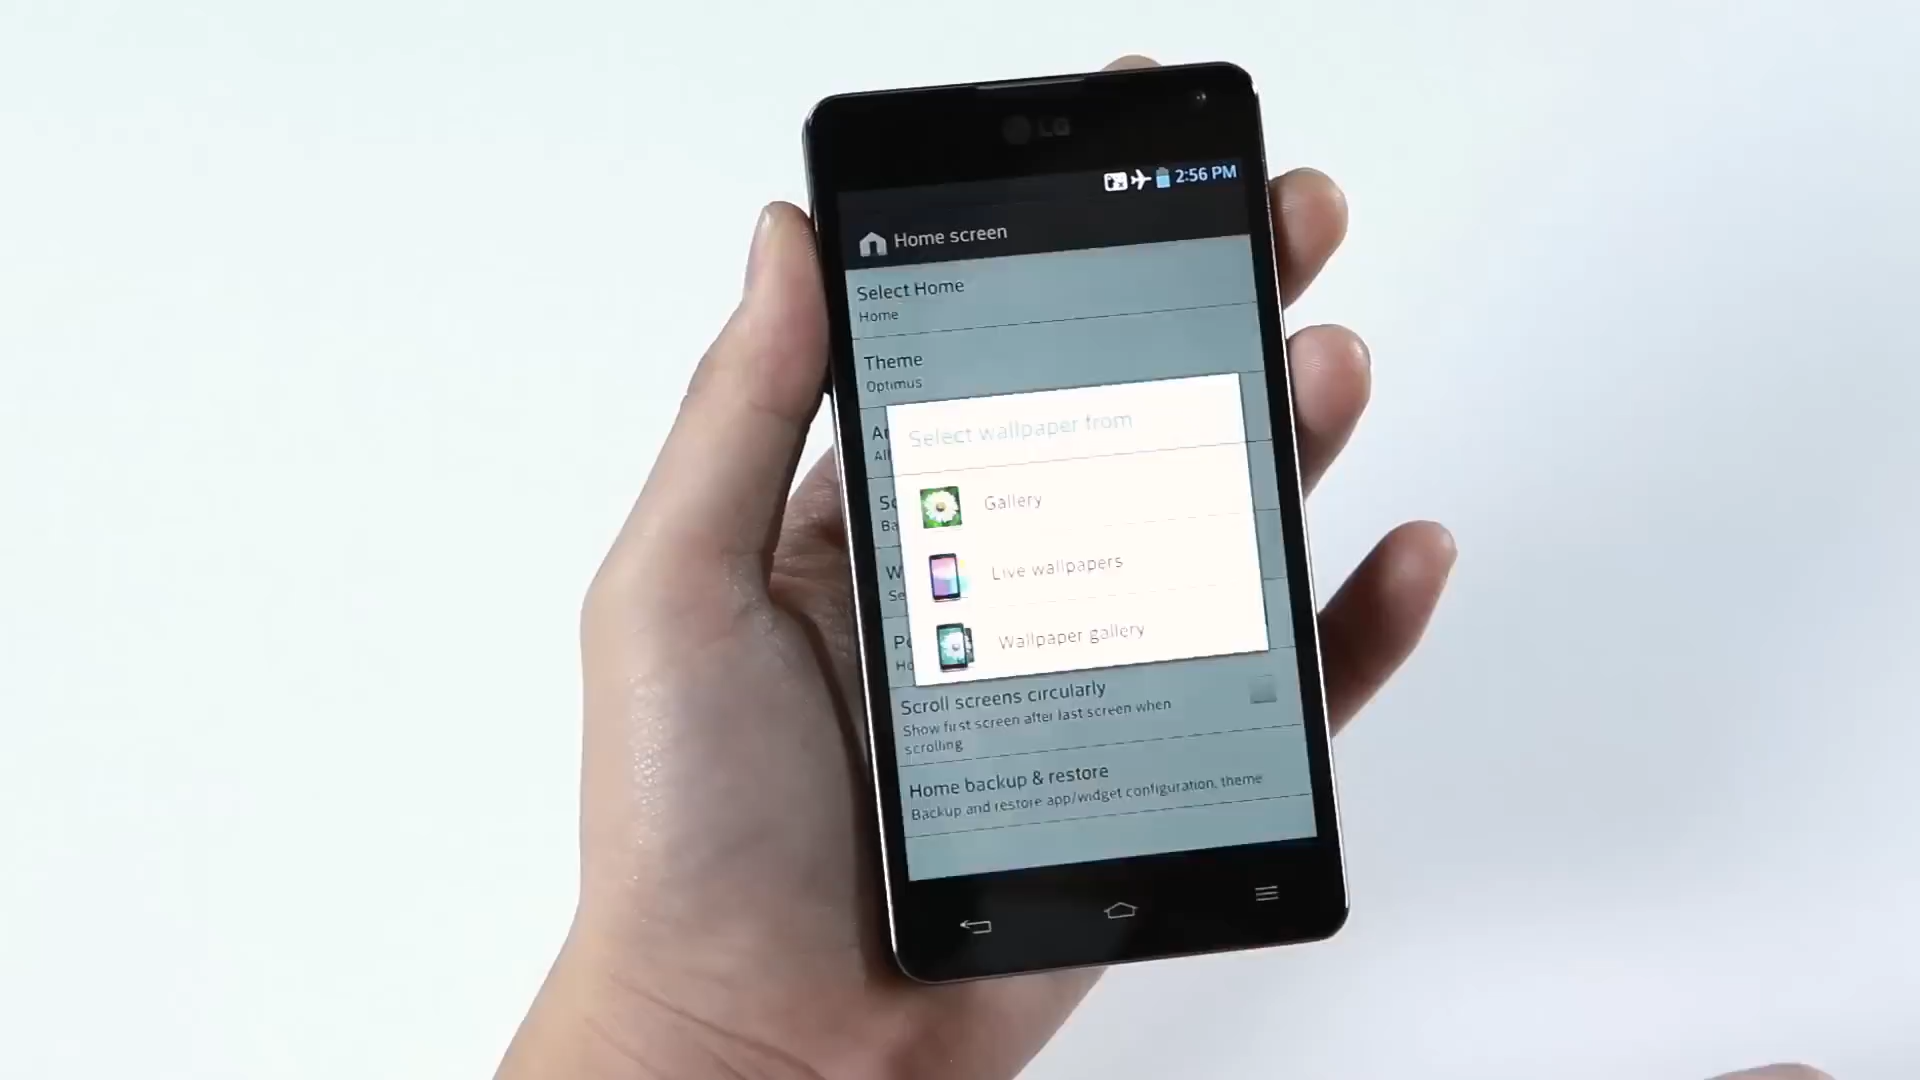 LG
2:56 PM
Home screen
Select Home
Home
Theme
Optimus
Select wallpaper from
Gallery
Live wallpapers
Wallpaper gallery
Scroll screens circularly
Show first screen after last screen when
scrolling
Home backup & restore
Backup and restore app/widget configuration, theme